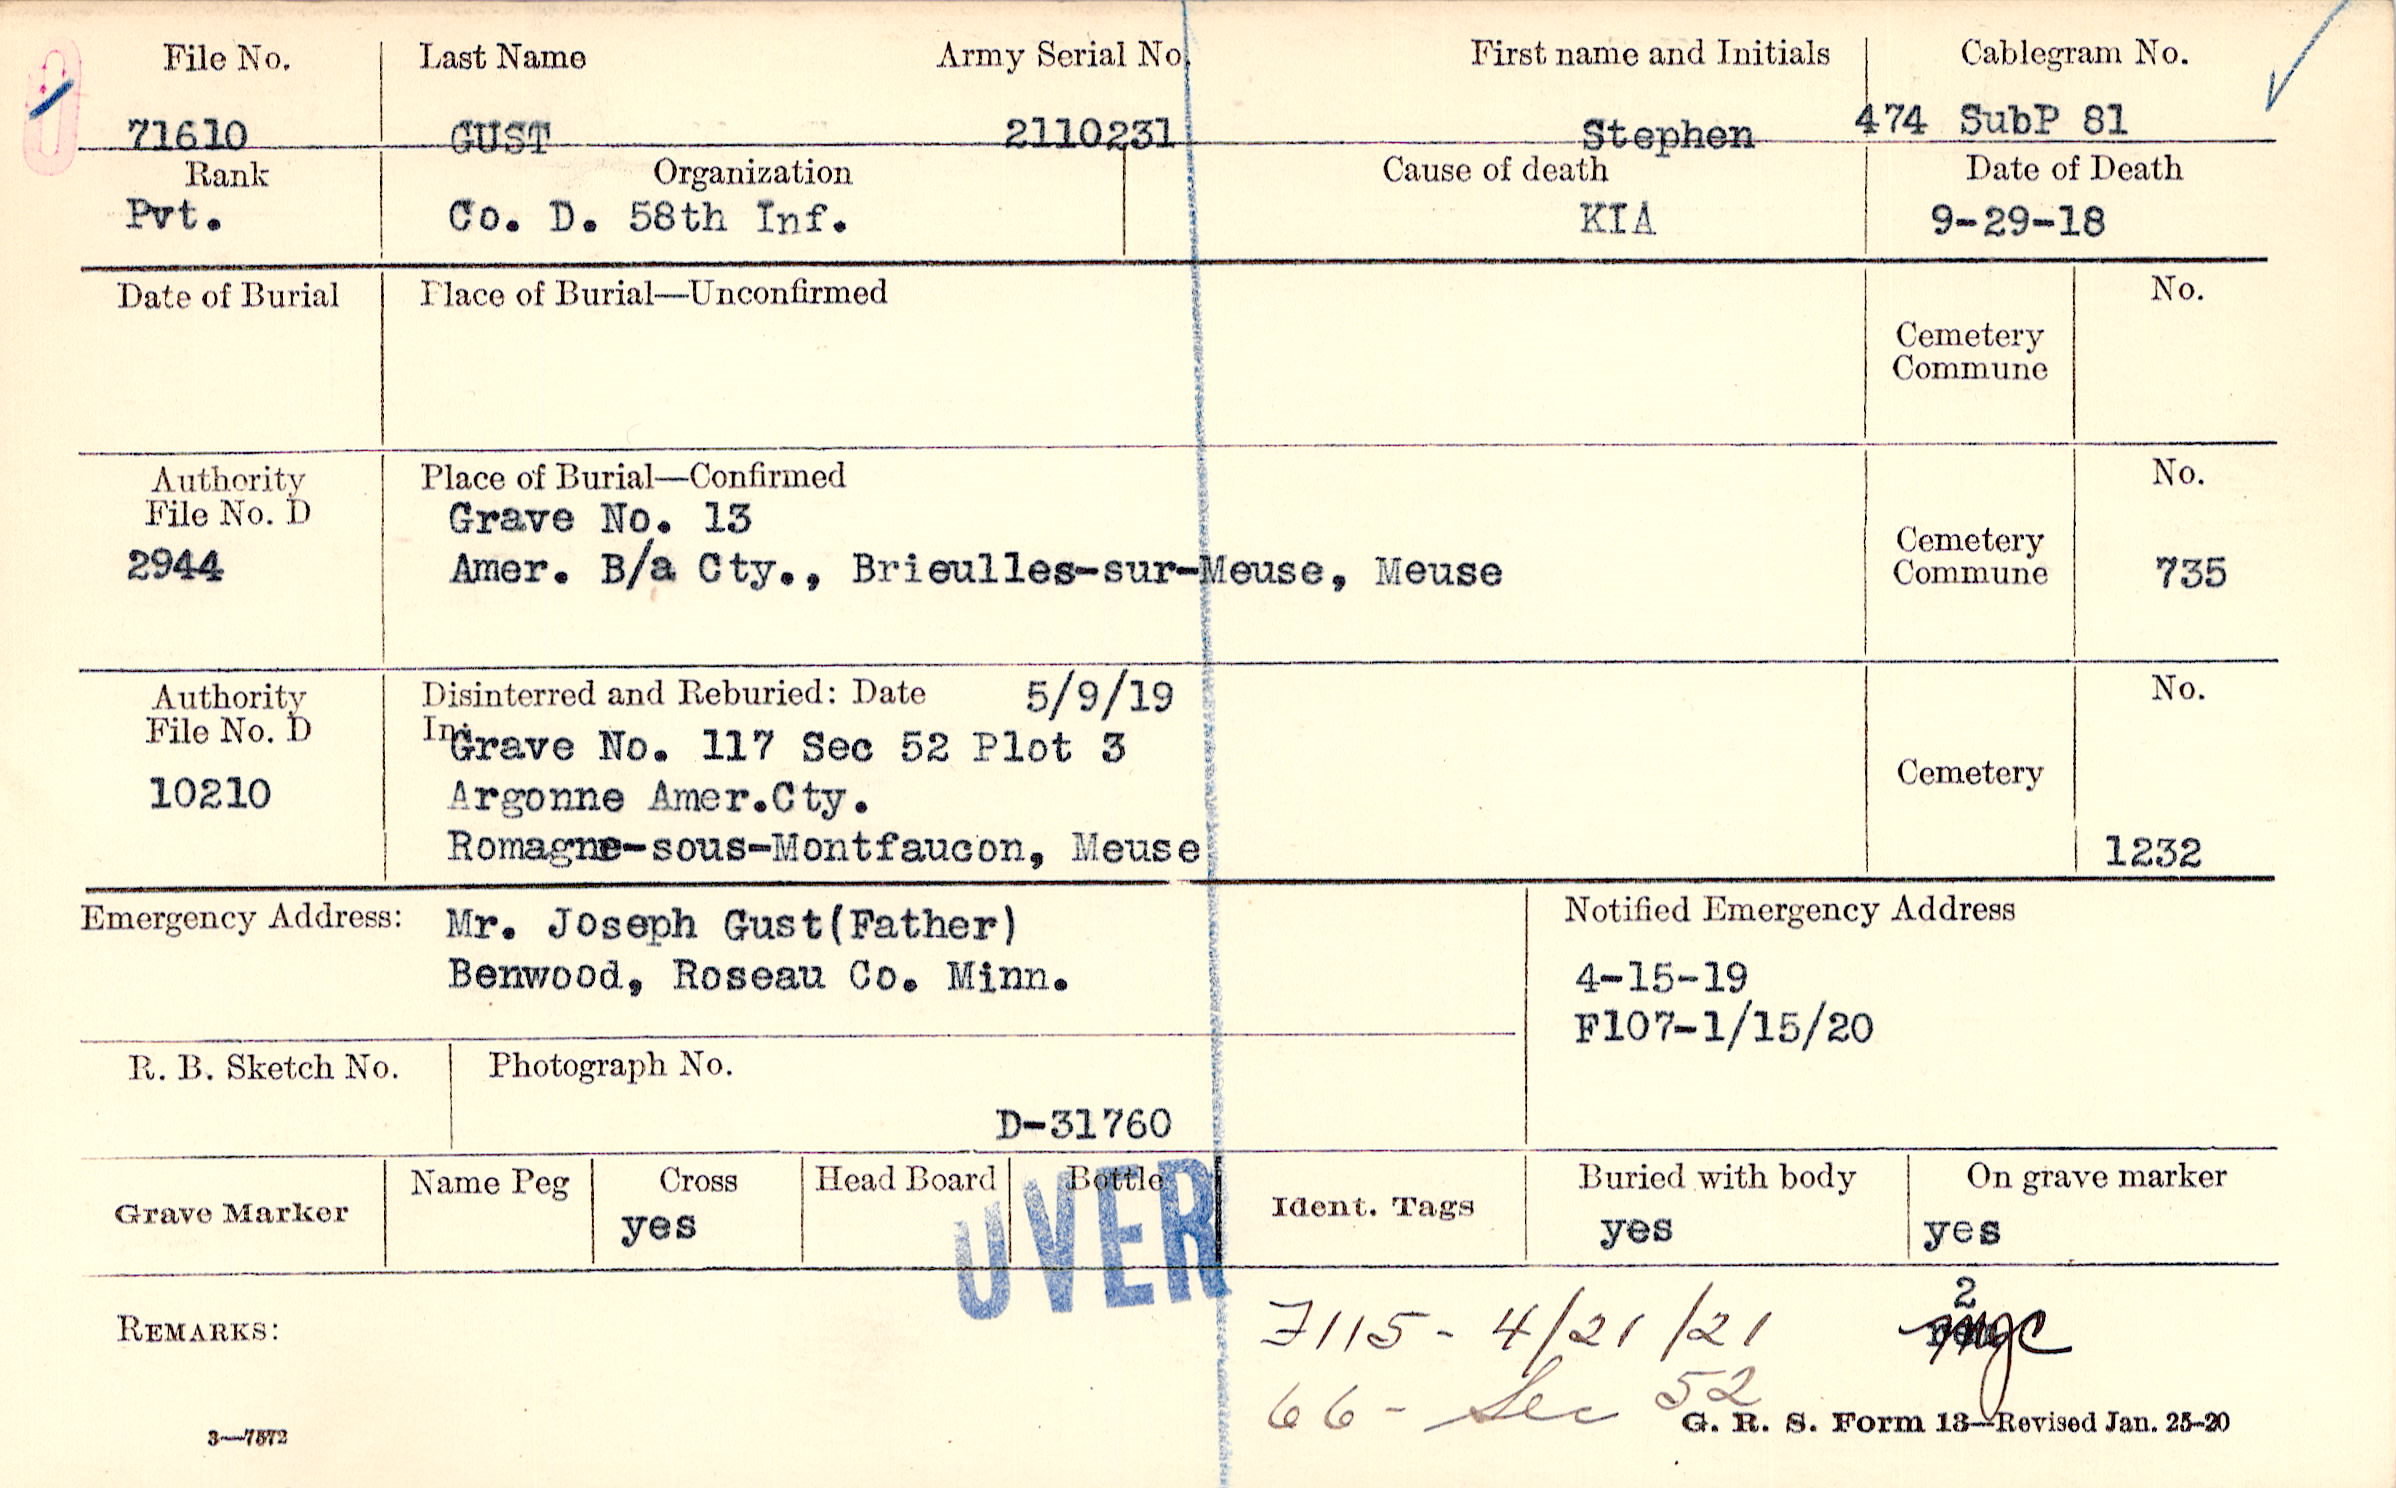 File No. Last Name Army Serial No. First name and Initials Cablegram No.
71610 GUST 2110231 Stephen 474 SubP 81
Rank Organization Cause of death Date of Death
Pvt. Co. D. 58th Inf. KIA 9-29-18
Date of Burial Place of Burial—Unconfirmed No.
Cemetery
Commune
Authority Place of Burial—Confirmed No.
File No. D Grave No. 13
Cemetery
2944 Amer. B/a Cty., Brieulles-sur-Meuse, Meuse Commune 735
Authority Disinterred and Reburied: Date 5/9/19 No.
File No. D In: Grave No. 117 Sec 52 Plot 3
10210 Argonne Amer.Cty. Cemetery
Romagne-sous-Montfaucon, Meuse 1232
Emergency Address: Mr. Joseph Gust(Father) Notified Emergency Address
Benwood, Roseau Co. Minn. 4-15-19
F107-1/15/20
R. B. Sketch No. Photograph No.
D-31760
Grave Marker Name Peg Cross Head Board Bottle Ident. Tags Buried with body On grave marker
yes yes yes
OVER
2
REMARKS: 7115 - 4/21/21
66 - Sec 52
3—7572 G. R. S. Form 13—Revised Jan. 25-20